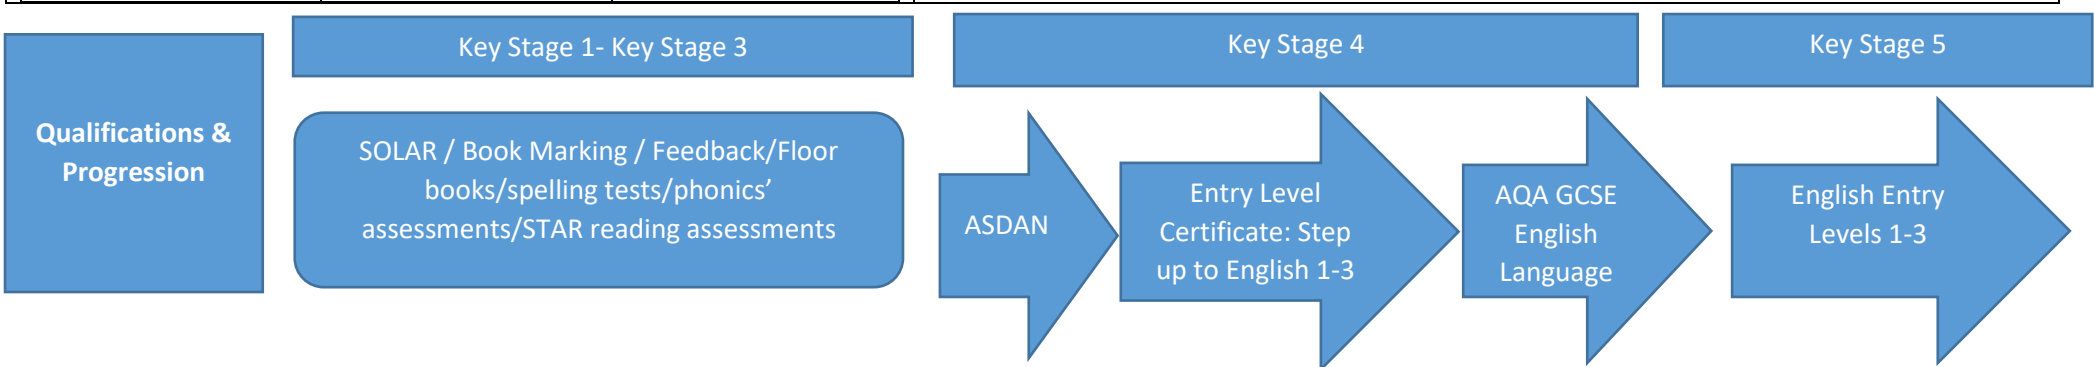 Qualifications &
Progression
Key Stage 1- Key Stage 3
SOLAR / Book Marking / Feedback/Floor
books/spelling tests/phonics’
assessments/STAR reading assessments
Key Stage 4
ASDAN
Entry Level
Certificate: Step
up to English 1-3
AQA GCSE
English
Language
Key Stage 5
English Entry
Levels 1-3